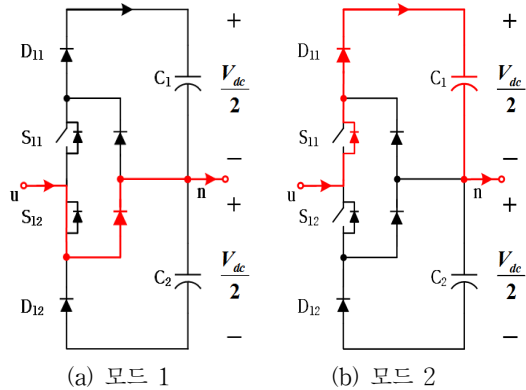 +
D11
C1
Vdc
2
S11
−
u
n
+
S12
C2
Vdc
2
D12
−
(a) 모드 1
+
D11
C1
Vdc
2
S11
−
u
n
+
S12
C2
Vdc
2
D12
−
(b) 모드 2